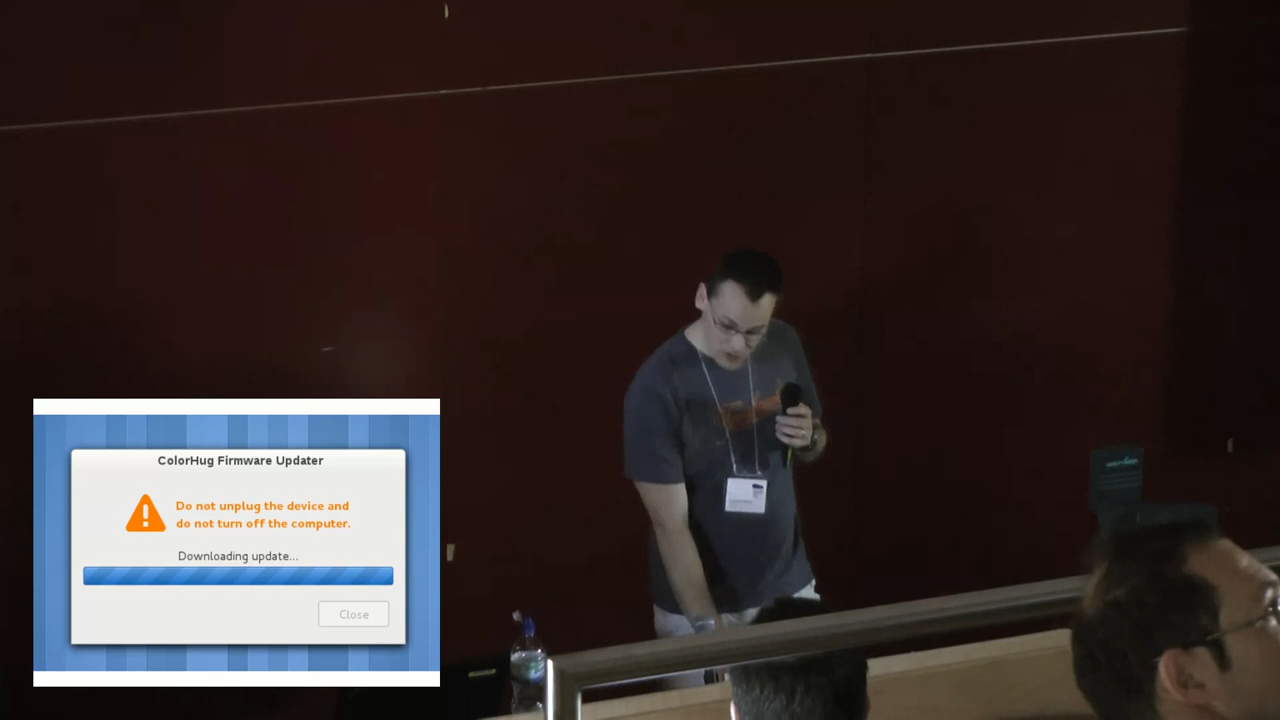 ColorHug Firmware Updater
Do not unplug the device and
do not turn off the computer.
Downloading update...
Close